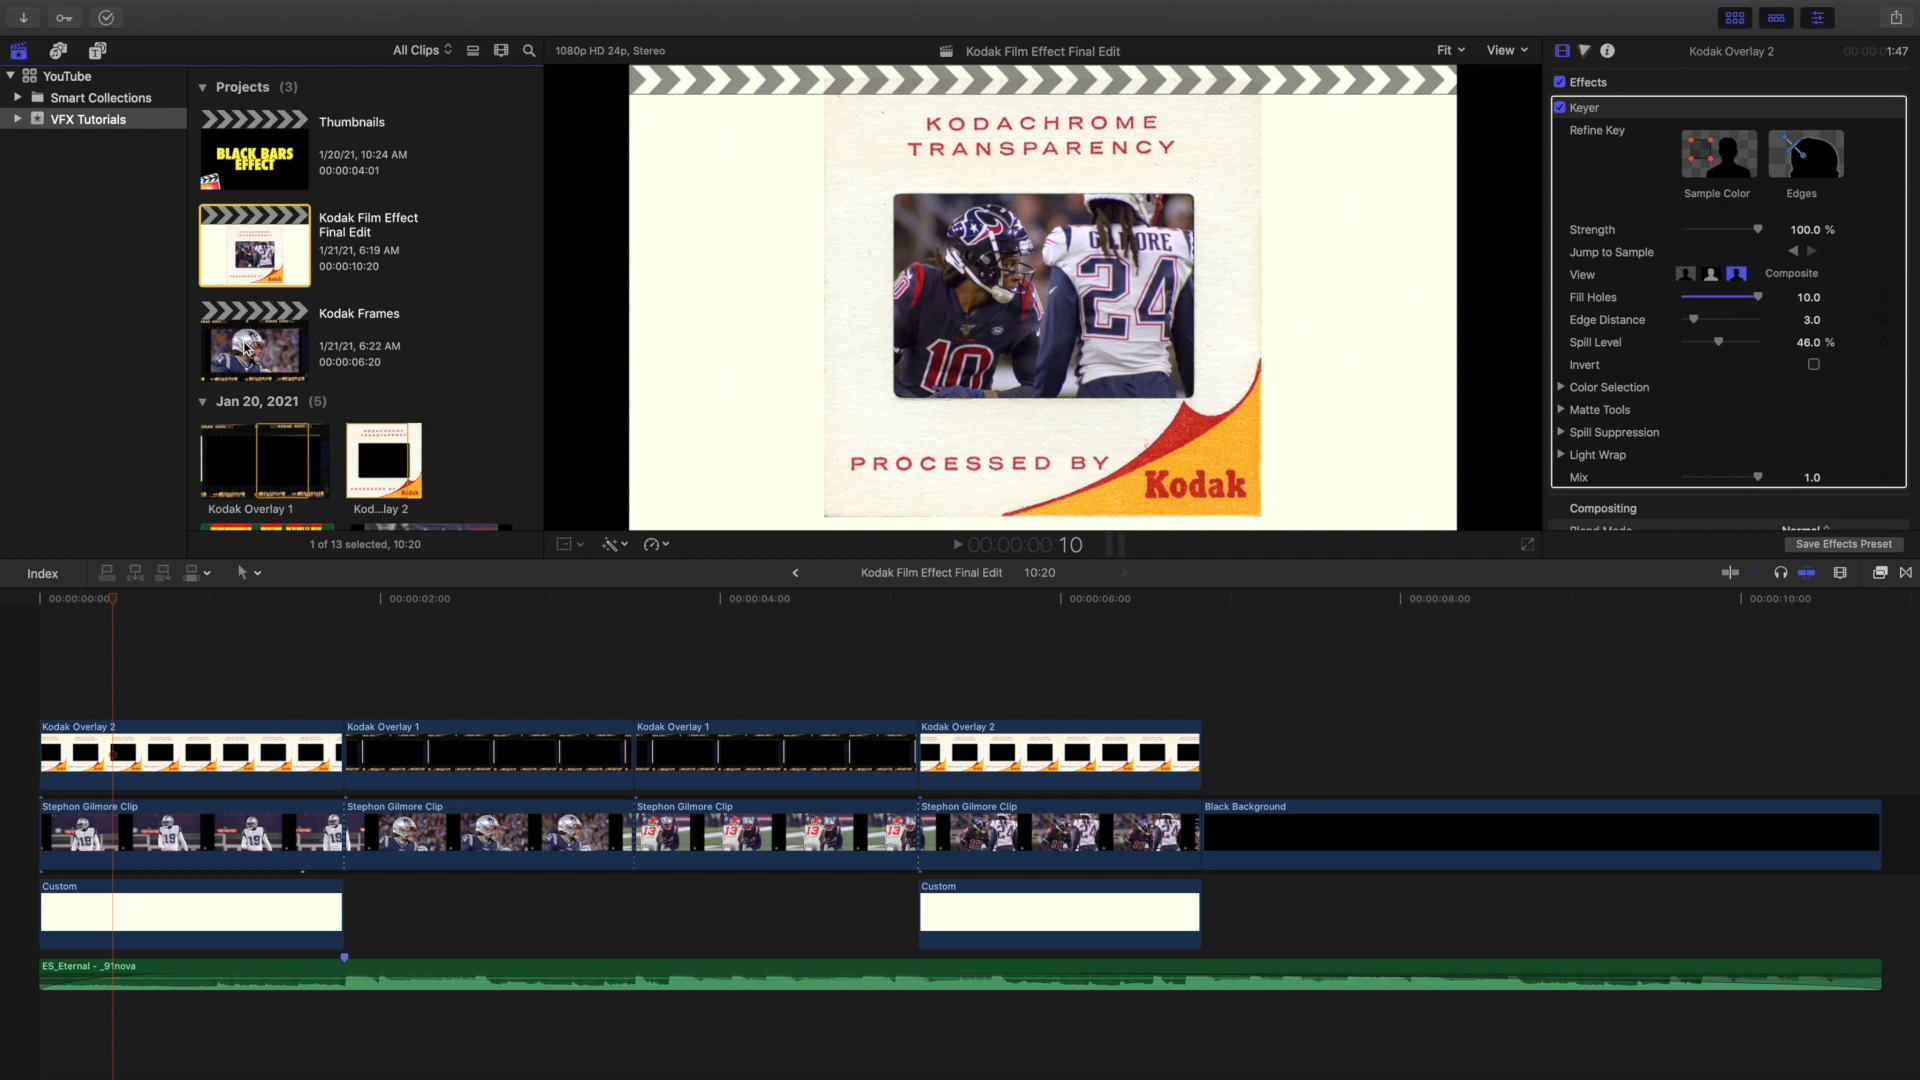 All Clips
1080p HD 24p, Stereo
Kodak Film Effect Final Edit
Fit
View
Kodak Overlay 2
00:00:01:47
YouTube
Smart Collections
VFX Tutorials
Projects (3)
Thumbnails
1/20/21, 10:24 AM
00:00:04:01
BLACK BARS
EFFECT
Kodak Film Effect
Final Edit
1/21/21, 6:19 AM
00:00:10:20
Kodak Frames
1/21/21, 6:22 AM
00:00:06:20
Jan 20, 2021 (5)
Kodak Overlay 1
Kod...lay 2
1 of 13 selected, 10:20
KODACHROME
TRANSPARENCY
GILMORE
24
10
PROCESSED BY
Kodak
00:00:00:10
Effects
Keyer
Refine Key
Sample Color
Edges
Strength 100.0 %
Jump to Sample
View Composite
Fill Holes 10.0
Edge Distance 3.0
Spill Level 46.0 %
Invert
Color Selection
Matte Tools
Spill Suppression
Light Wrap
Mix 1.0
Compositing
Blend Mode Normal
Save Effects Preset
Index
Kodak Film Effect Final Edit 10:20
00:00:00:00
00:00:02:00
00:00:04:00
00:00:06:00
00:00:08:00
00:00:10:00
Kodak Overlay 2
Kodak Overlay 1
Kodak Overlay 1
Kodak Overlay 2
Stephon Gilmore Clip
Stephon Gilmore Clip
Stephon Gilmore Clip
Stephon Gilmore Clip
Black Background
Custom
Custom
ES_Eternal - _91nova